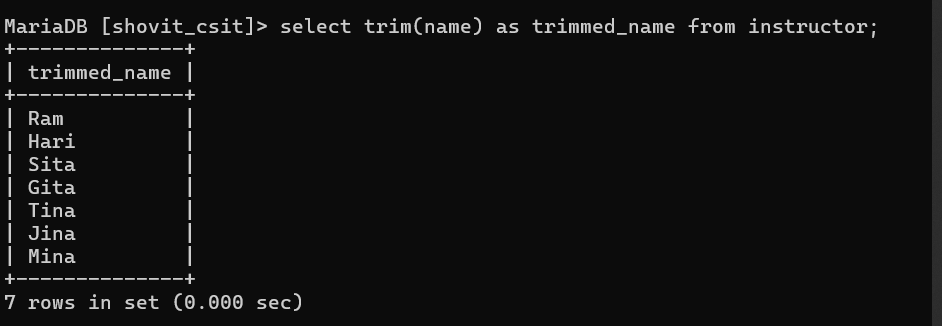 MariaDB [shovit_csit]> select trim(name) as trimmed_name from instructor;
+--------------+
| trimmed_name |
+--------------+
| Ram          |
| Hari         |
| Sita         |
| Gita         |
| Tina         |
| Jina         |
| Mina         |
+--------------+
7 rows in set (0.000 sec)